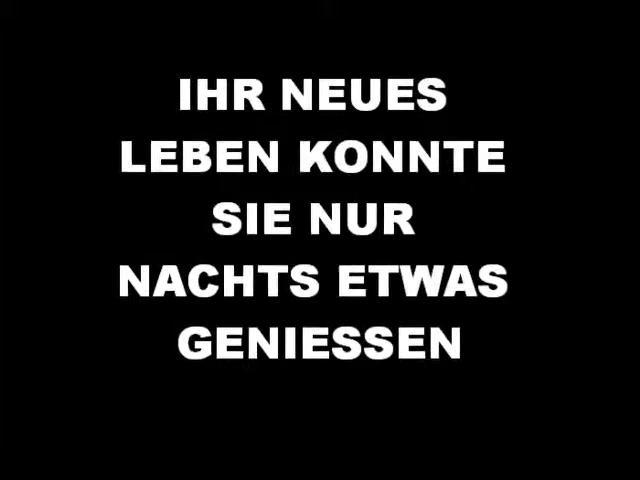 IHR NEUES
LEBEN KONNTE
SIE NUR
NACHTS ETWAS
GENIESSEN